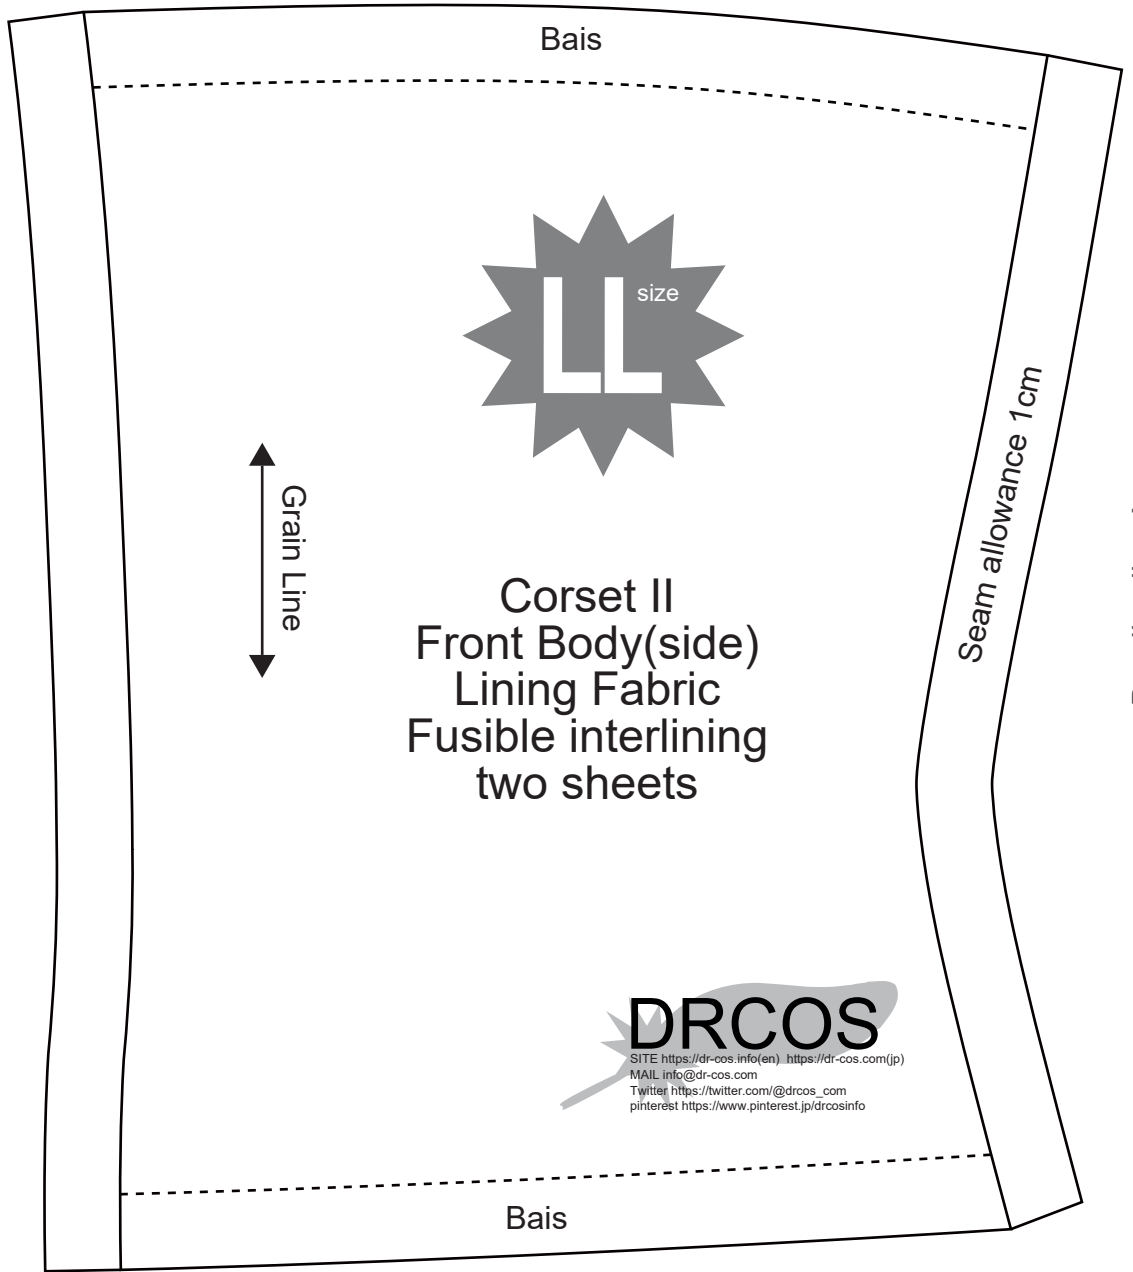 Bais
LL size
Grain Line
Seam allowance 1cm
Corset II
Front Body(side)
Lining Fabric
Fusible interlining
two sheets
DRCOS
SITE https://dr-cos.info(en) https://dr-cos.com(jp)
MAIL info@dr-cos.com
Twitter https://twitter.com/@drcos_com
pinterest https://www.pinterest.jp/drcosinfo
Bais